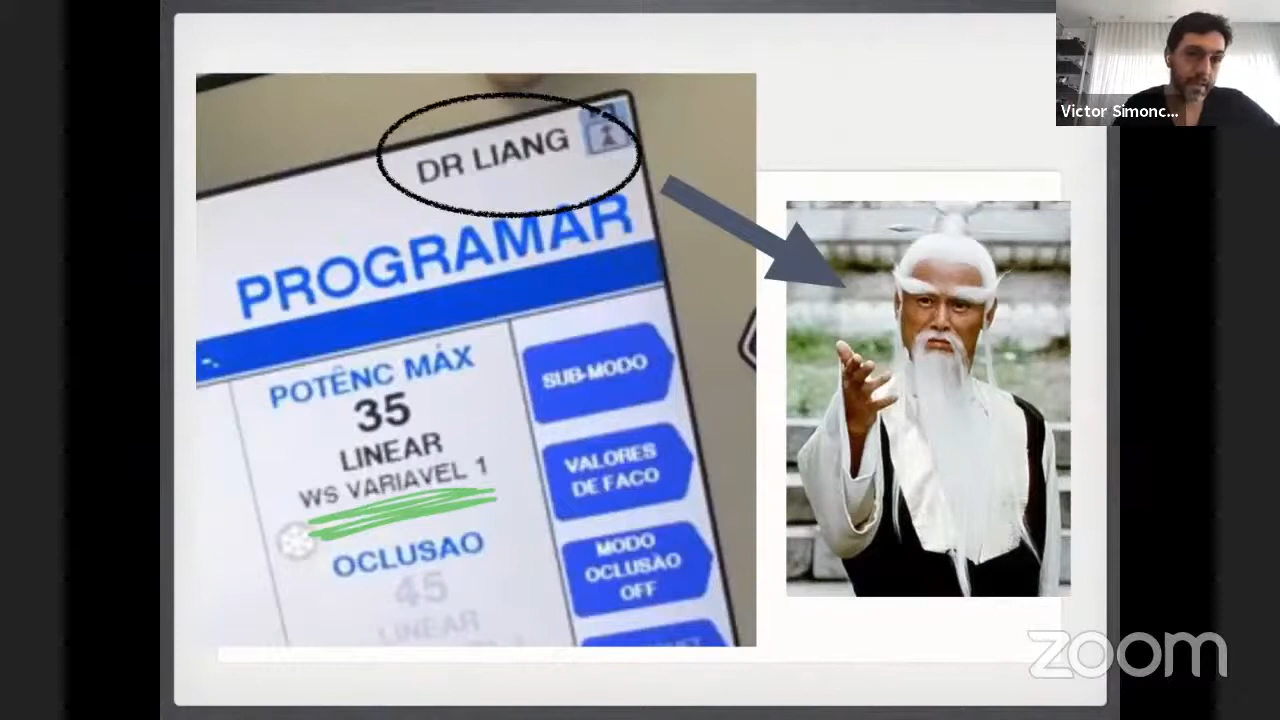 Victor Simonc...
DR LIANG
PROGRAMAR
POTÊNC MÁX
35
LINEAR
WS VARIAVEL 1
OCLUSAO
45
LINEAR
SUB-MODO
VALORES
DE FACO
MODO
OCLUSÀO
OFF
zoom